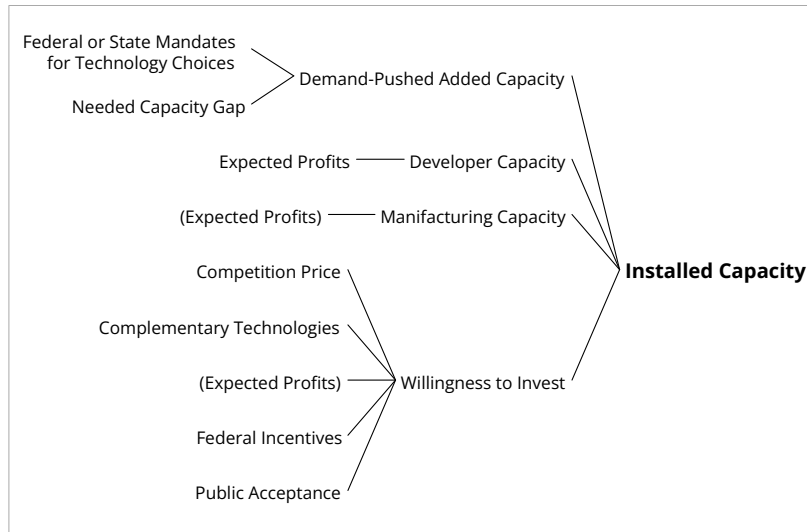 Federal or State Mandates
for Technology Choices
Demand-Pushed Added Capacity
Needed Capacity Gap
Expected Profits
Developer Capacity
(Expected Profits)
Manifacturing Capacity
Installed Capacity
Competition Price
Complementary Technologies
(Expected Profits)
Willingness to Invest
Federal Incentives
Public Acceptance